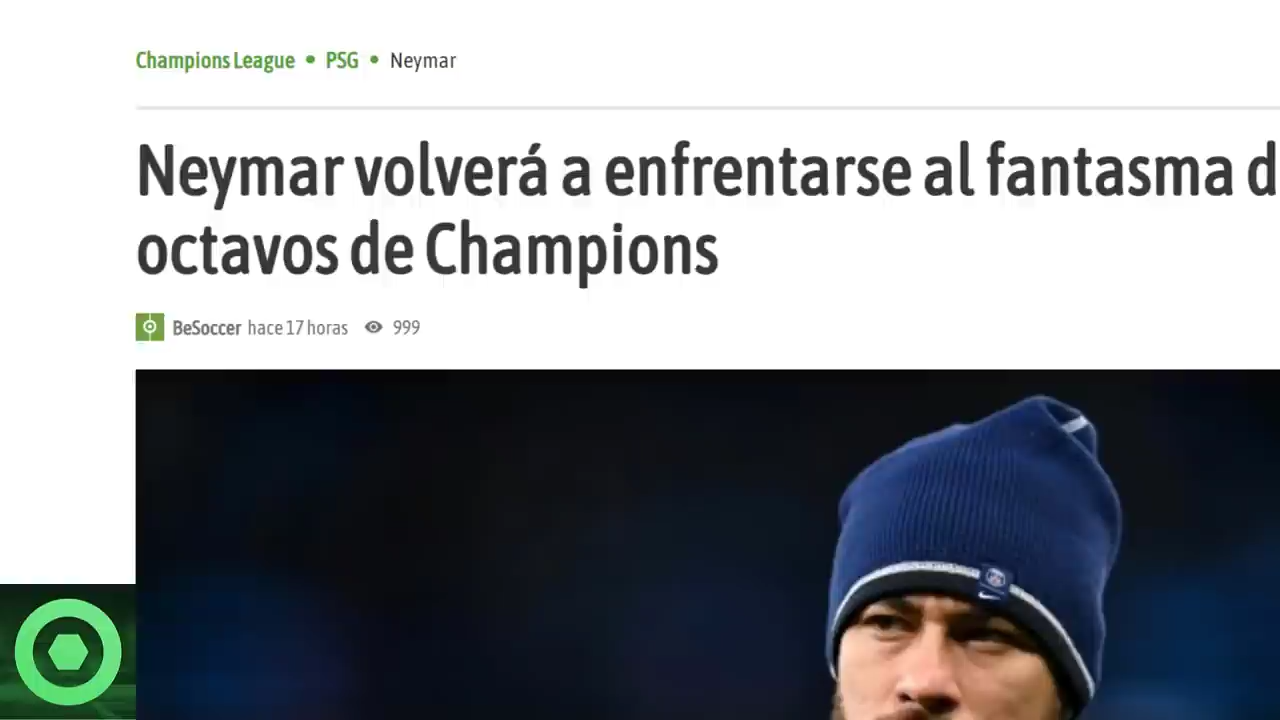 Champions League • PSG • Neymar
Neymar volverá a enfrentarse al fantasma d
octavos de Champions
BeSoccer hace 17 horas 999